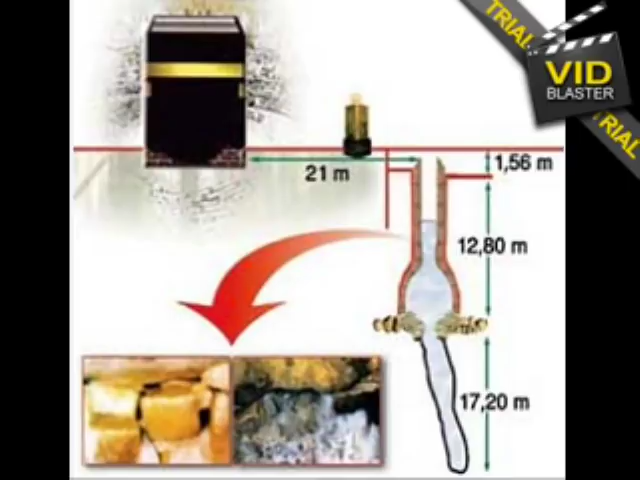 TRIAL
VID
BLASTER
TRIAL
1,56 m
21 m
12,80 m
17,20 m